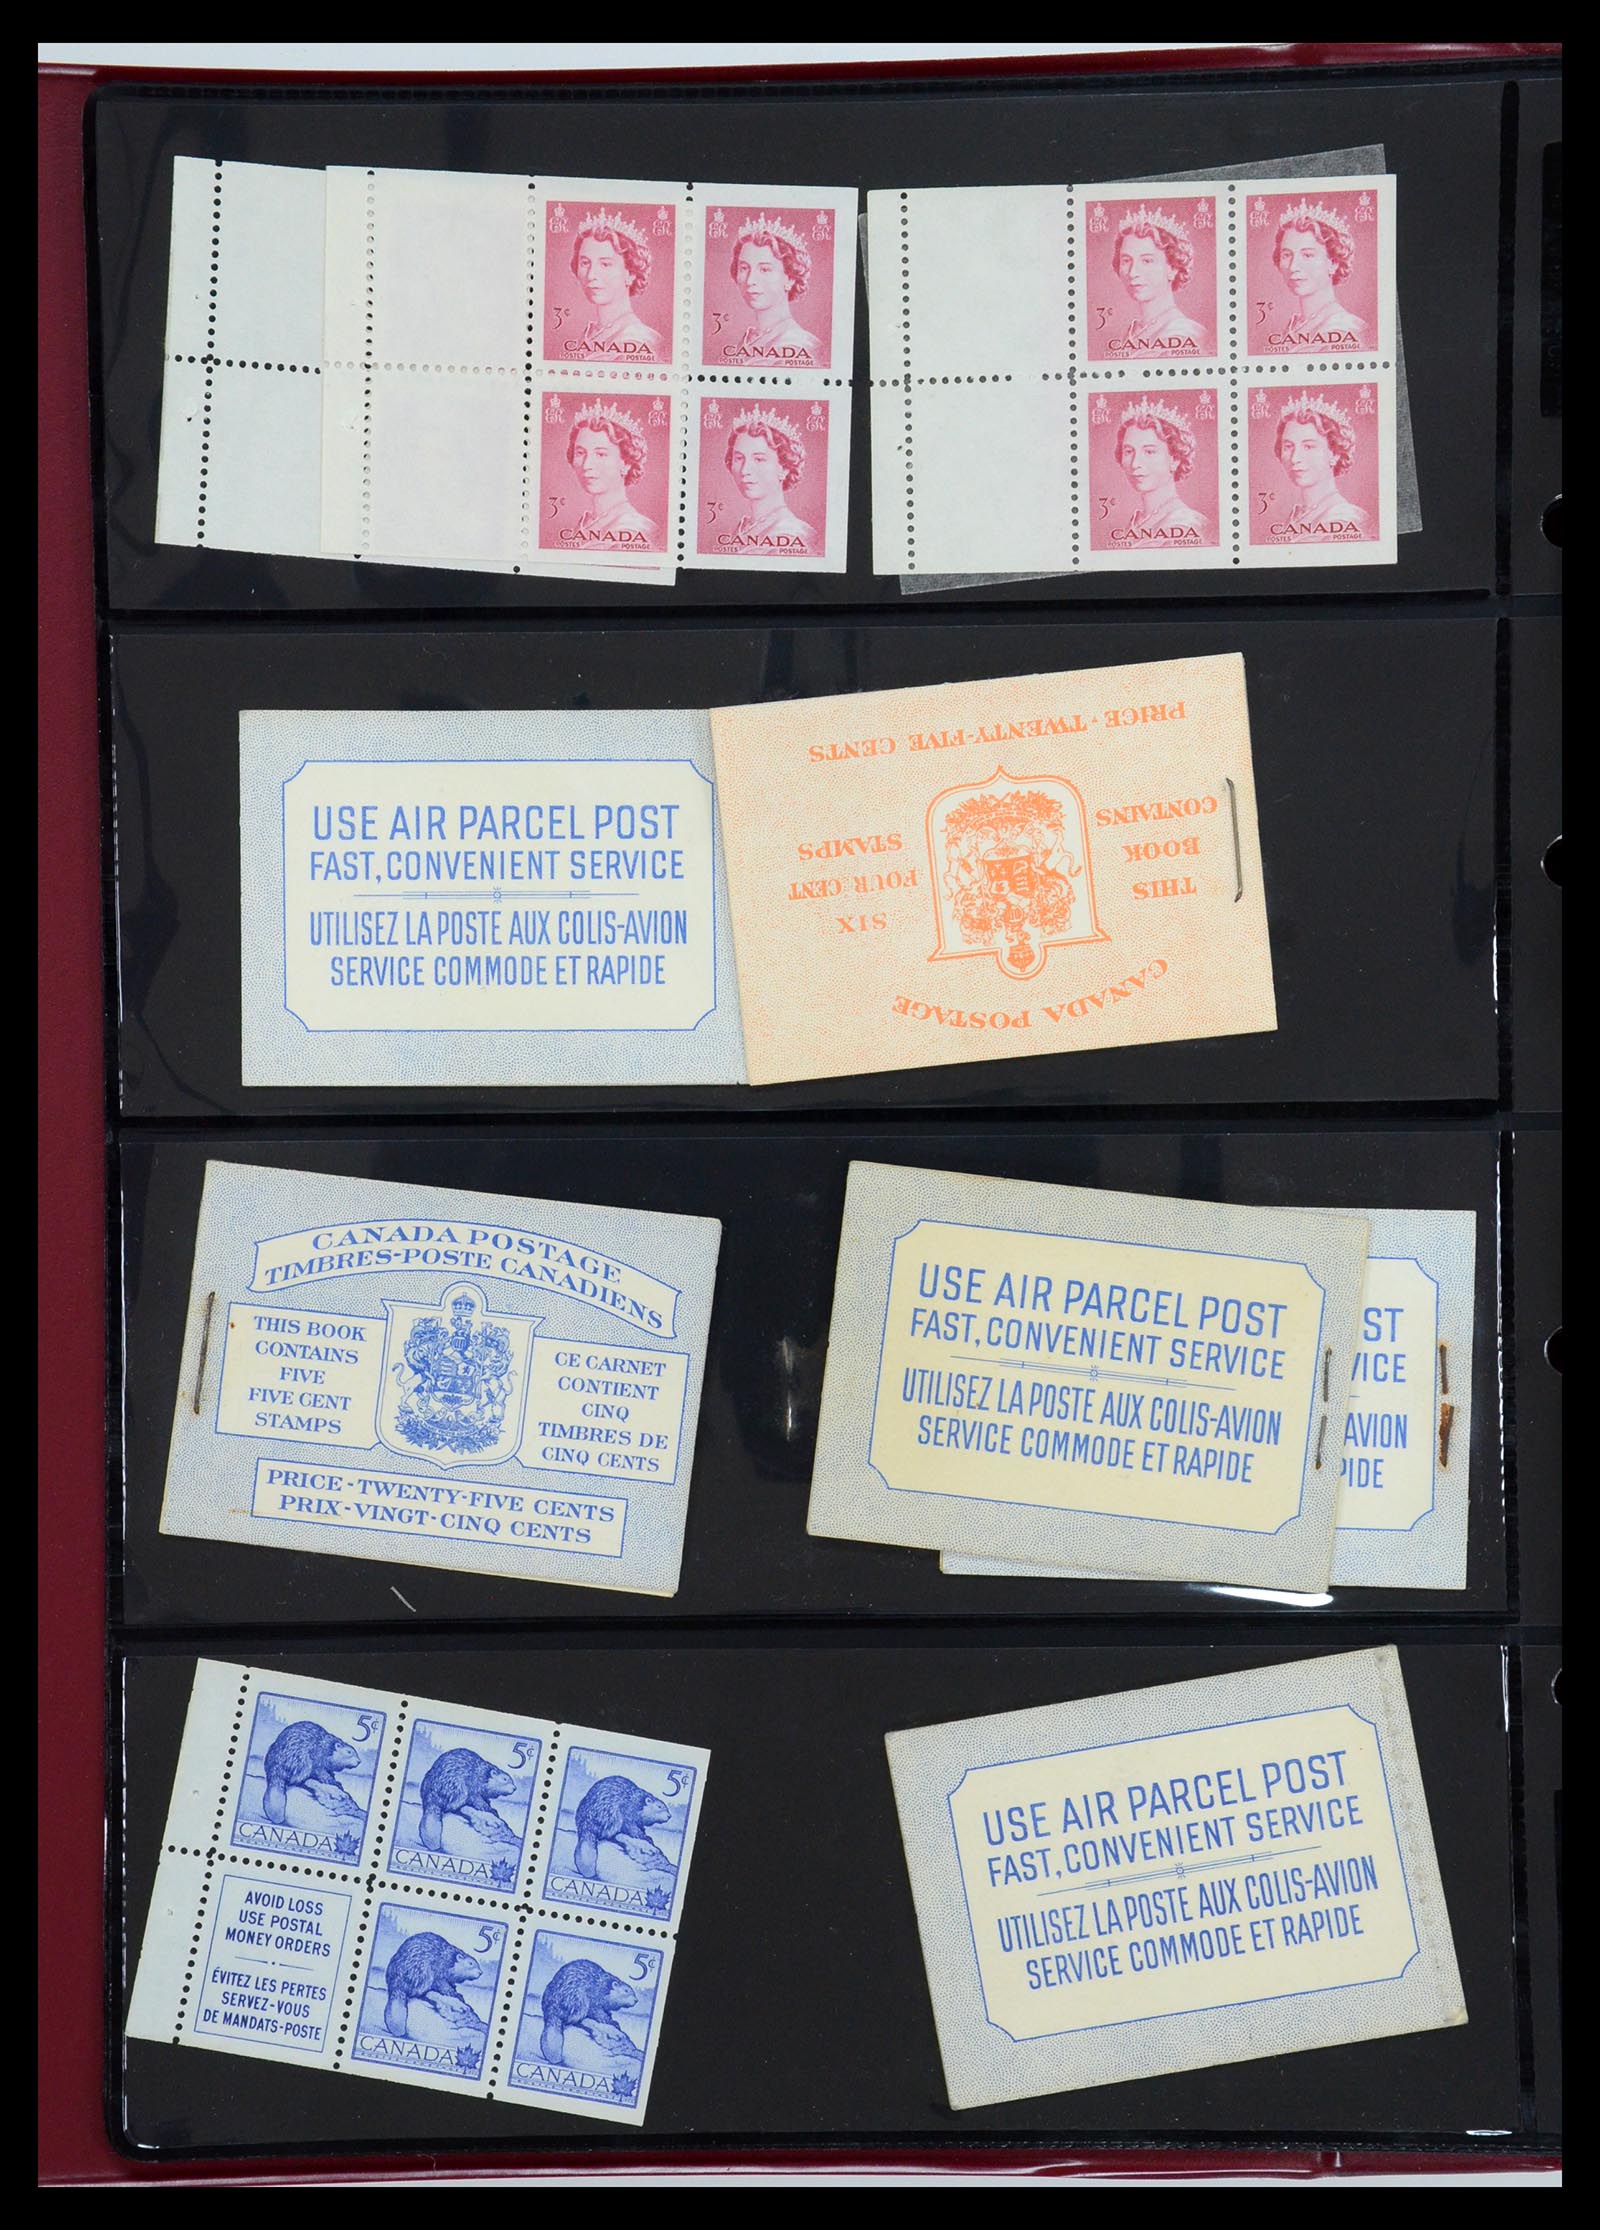 3¢
CANADA
POSTES POSTAGE
3¢
CANADA
POSTES POSTAGE
3¢
CANADA
POSTES POSTAGE
3¢
CANADA
POSTES POSTAGE
3¢
CANADA
POSTES POSTAGE
3¢
CANADA
POSTES POSTAGE
3¢
CANADA
POSTES POSTAGE
3¢
CANADA
POSTES POSTAGE
USE AIR PARCEL POST
FAST, CONVENIENT SERVICE
UTILISEZ LA POSTE AUX COLIS-AVION
SERVICE COMMODE ET RAPIDE
CANADA POSTAGE
THIS
BOOK
CONTAINS
SIX
FOUR CENT
STAMPS
PRICE · TWENTY-FIVE CENTS
CANADA POSTAGE
TIMBRES-POSTE CANADIENS
THIS BOOK
CONTAINS
FIVE
FIVE CENT
STAMPS
CE CARNET
CONTIENT
CINQ
TIMBRES DE
CINQ CENTS
PRICE - TWENTY-FIVE CENTS
PRIX - VINGT - CINQ CENTS
USE AIR PARCEL POST
FAST, CONVENIENT SERVICE
UTILISEZ LA POSTE AUX COLIS-AVION
SERVICE COMMODE ET RAPIDE
ST
VICE
AVION
PIDE
5¢
CANADA
5¢
CANADA
5¢
CANADA
AVOID LOSS
USE POSTAL
MONEY ORDERS
ÉVITEZ LES PERTES
SERVEZ-VOUS
DE MANDATS-POSTE
5¢
CANADA
5¢
CANADA
USE AIR PARCEL POST
FAST, CONVENIENT SERVICE
UTILISEZ LA POSTE AUX COLIS-AVION
SERVICE COMMODE ET RAPIDE